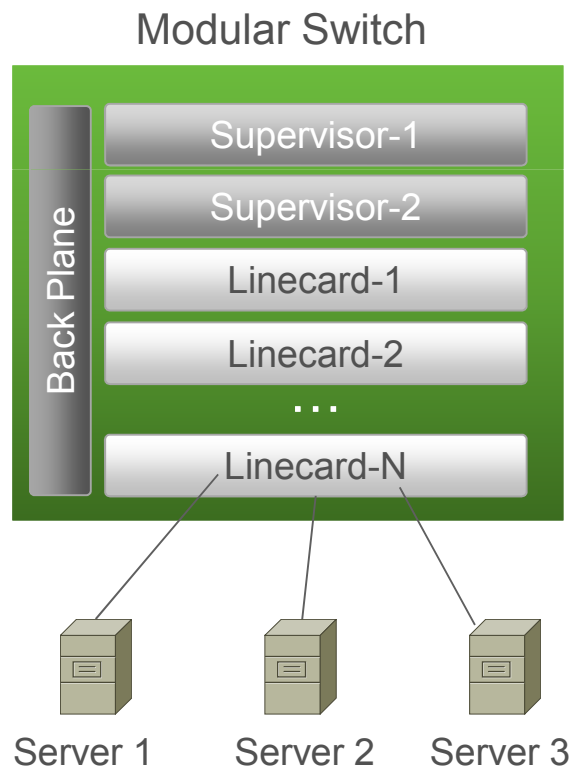 Modular Switch
Back Plane
Supervisor-1
Supervisor-2
Linecard-1
Linecard-2
...
Linecard-N
Server 1
Server 2
Server 3